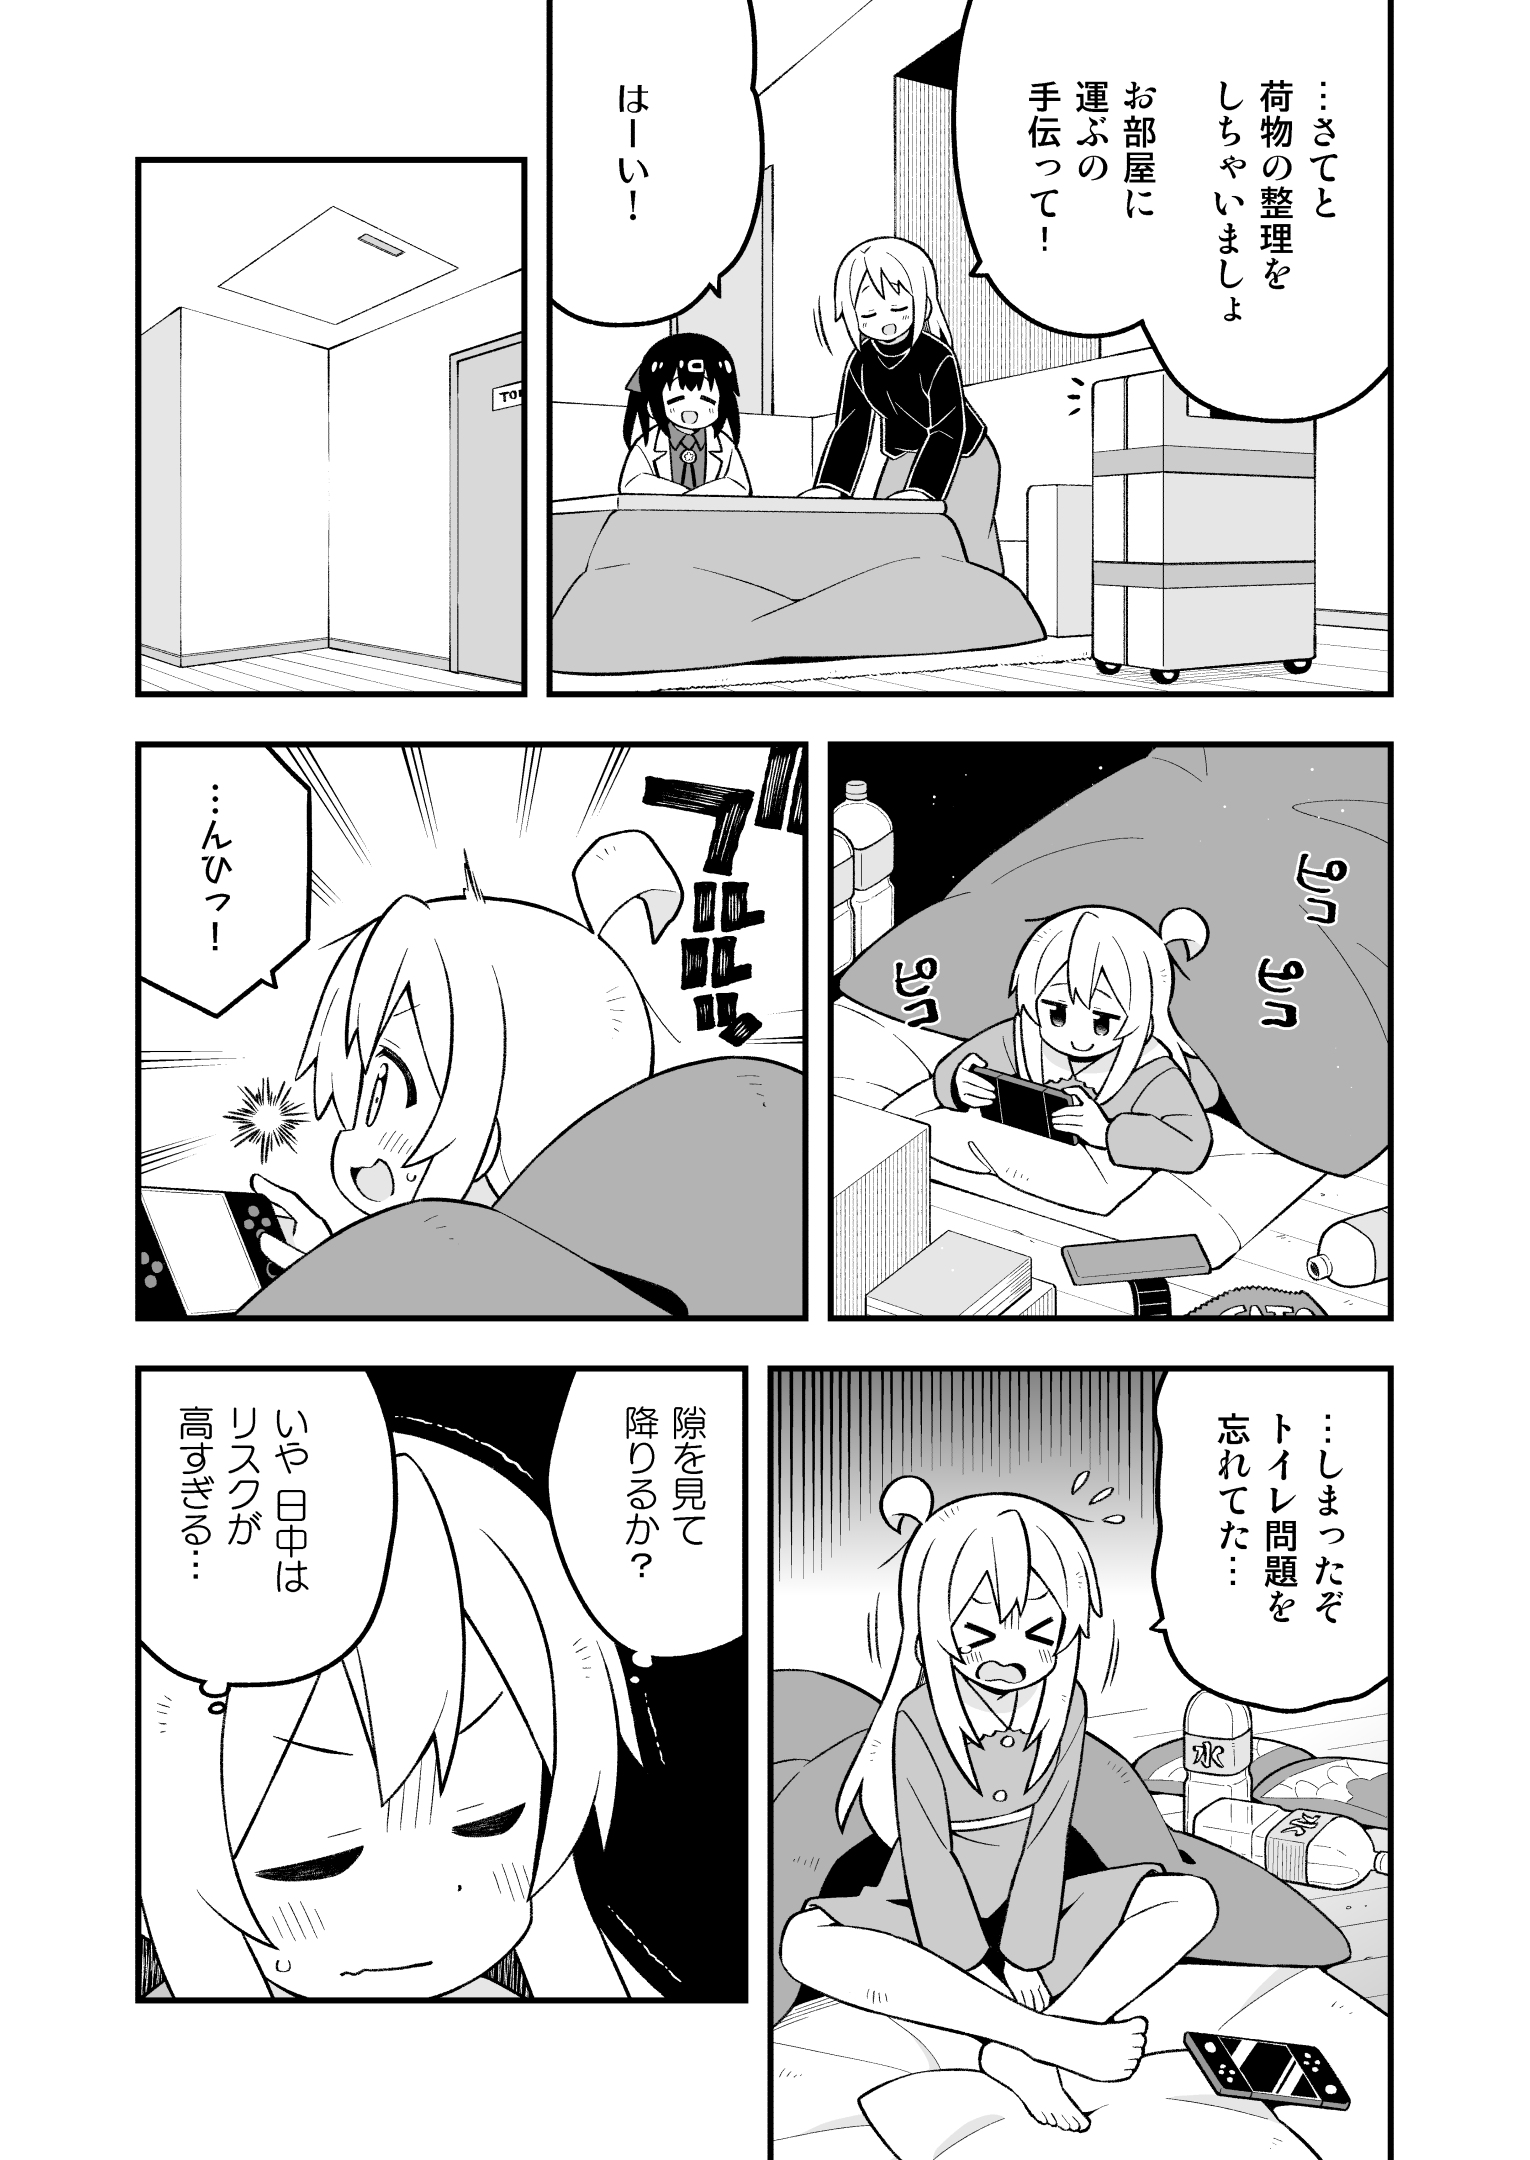 …さてと
荷物の整理を
しちゃいましょ
お部屋に
運ぶの
手伝って！
はーい！
TOI
ピコ
ピコ
ピコ
ブルルッ
…んひっ！
…しまったぞ
トイレ問題を
忘れてた…
水
水
隙を見て
降りるか？
いや 日中は
リスクが
高すぎる…